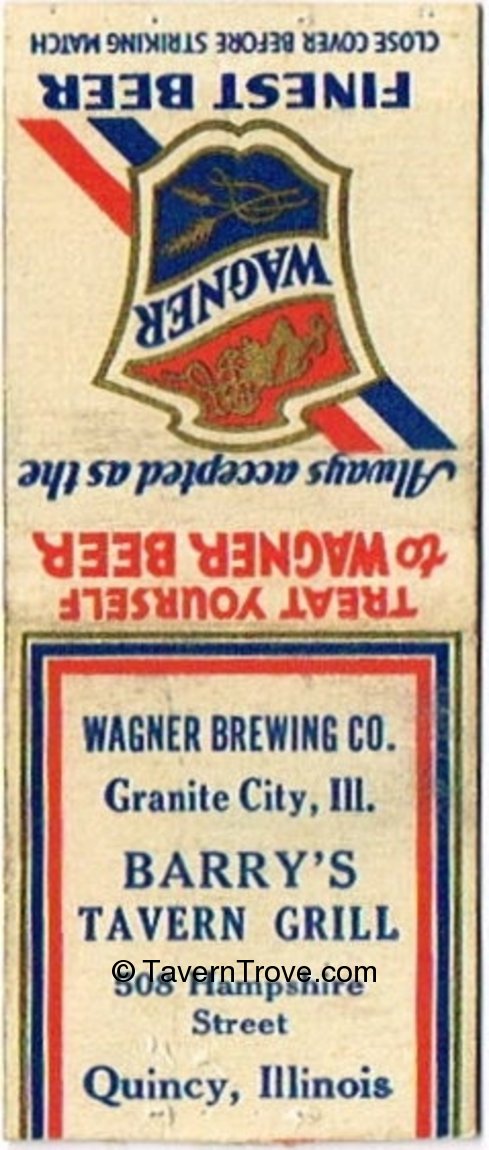 TREAT YOURSELF
to WAGNER BEER
Always accepted as the
WAGNER
FINEST BEER
CLOSE COVER BEFORE STRIKING MATCH
WAGNER BREWING CO.
Granite City, Ill.
BARRY'S
TAVERN GRILL
© TavernTrove.com
508 Hampshire
Street
Quincy, Illinois